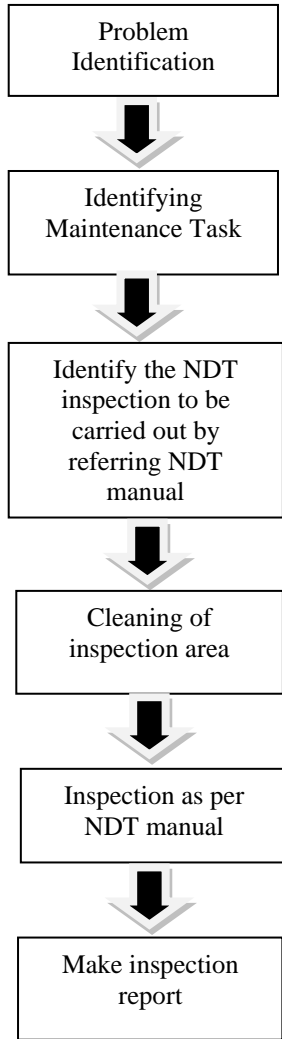 Problem
Identification
Identifying
Maintenance Task
Identify the NDT
inspection to be
carried out by
referring NDT
manual
Cleaning of
inspection area
Inspection as per
NDT manual
Make inspection
report